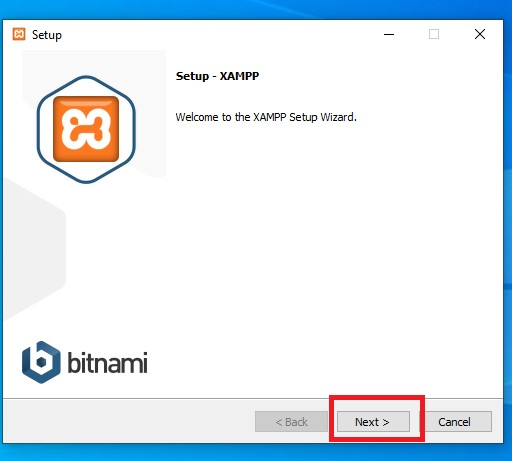 Setup
Setup - XAMPP
Welcome to the XAMPP Setup Wizard.
bitnami
< Back
Next >
Cancel